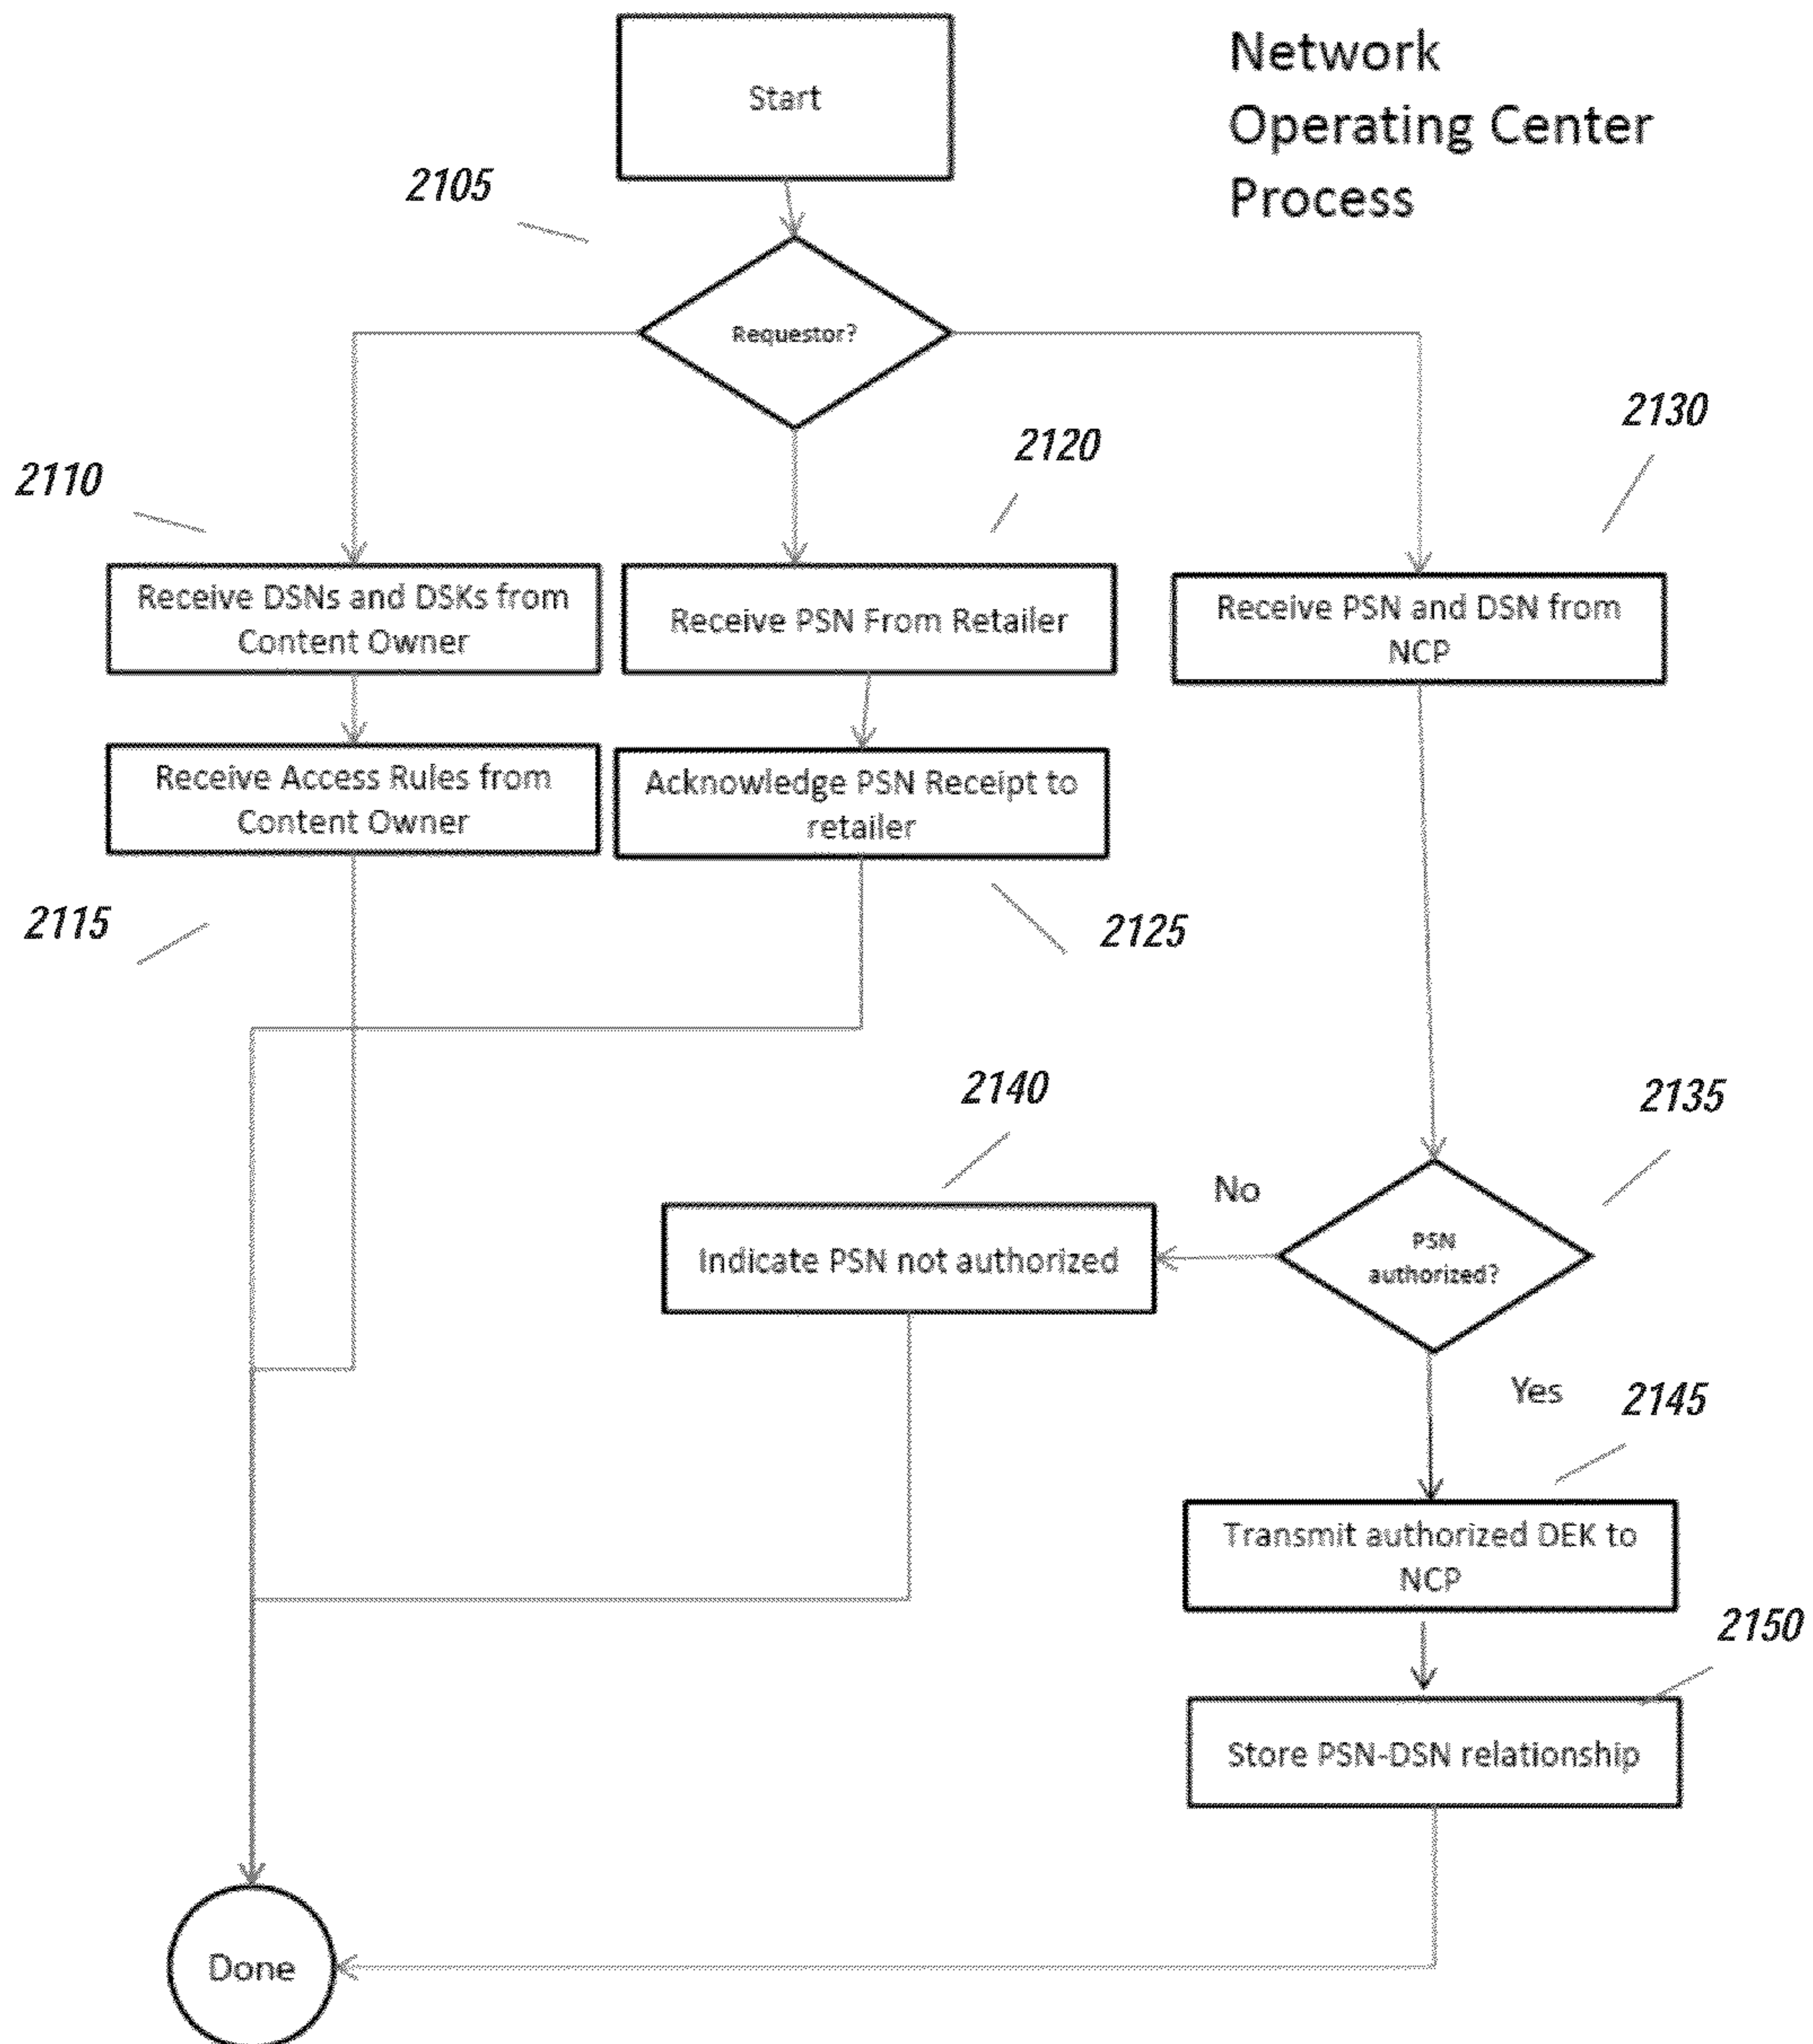 Start
Network
Operating Center
Process
2105
Requestor?
2110
2120
2130
Receive DSNs and DSKs from
Content Owner
Receive PSN From Retailer
Receive PSN and DSN from
NCP
Receive Access Rules from
Content Owner
Acknowledge PSN Receipt to
retailer
2115
2125
2140
2135
No
Indicate PSN not authorized
PSN
authorized?
Yes
2145
Transmit authorized DEK to
NCP
2150
Store PSN-DSN relationship
Done